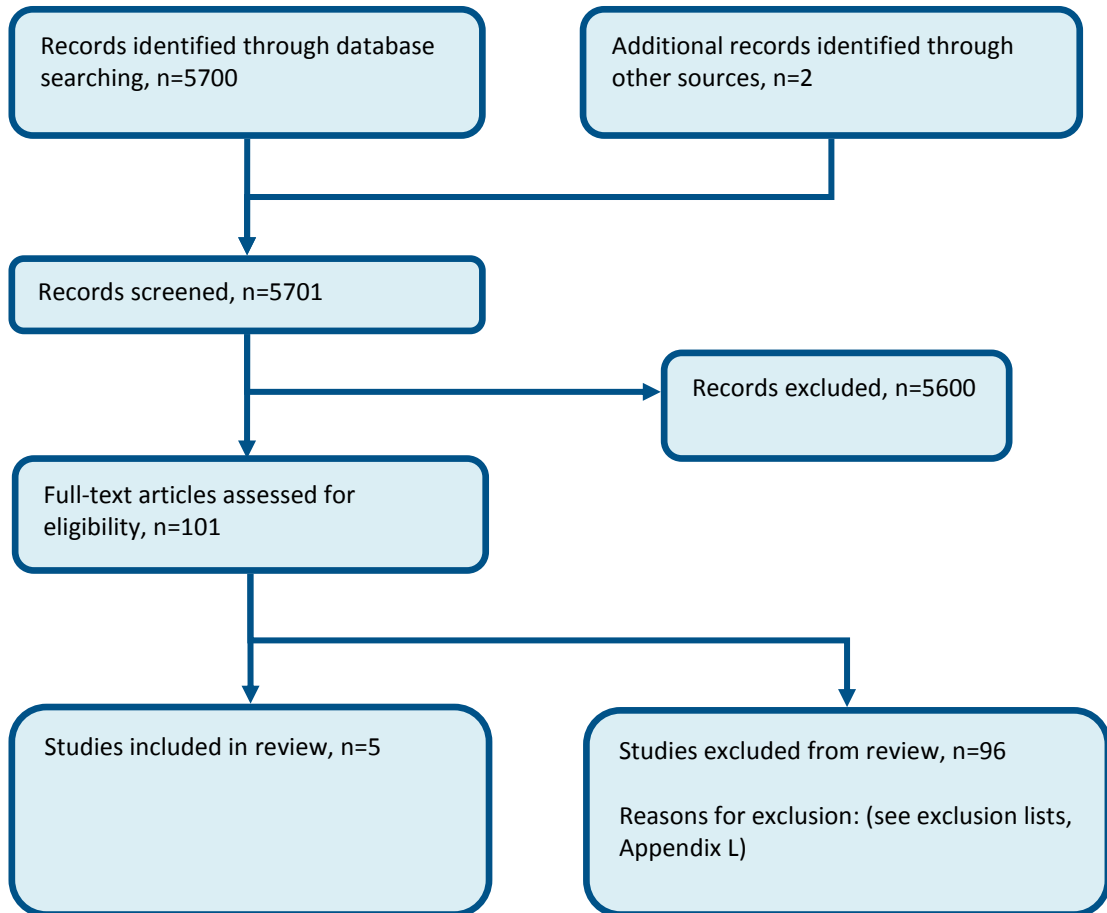 Records identified through database
searching, n=5700
Additional records identified through
other sources, n=2
Records screened, n=5701
Records excluded, n=5600
Full-text articles assessed for
eligibility, n=101
Studies included in review, n=5
Studies excluded from review, n=96
Reasons for exclusion: (see exclusion lists,
Appendix L)